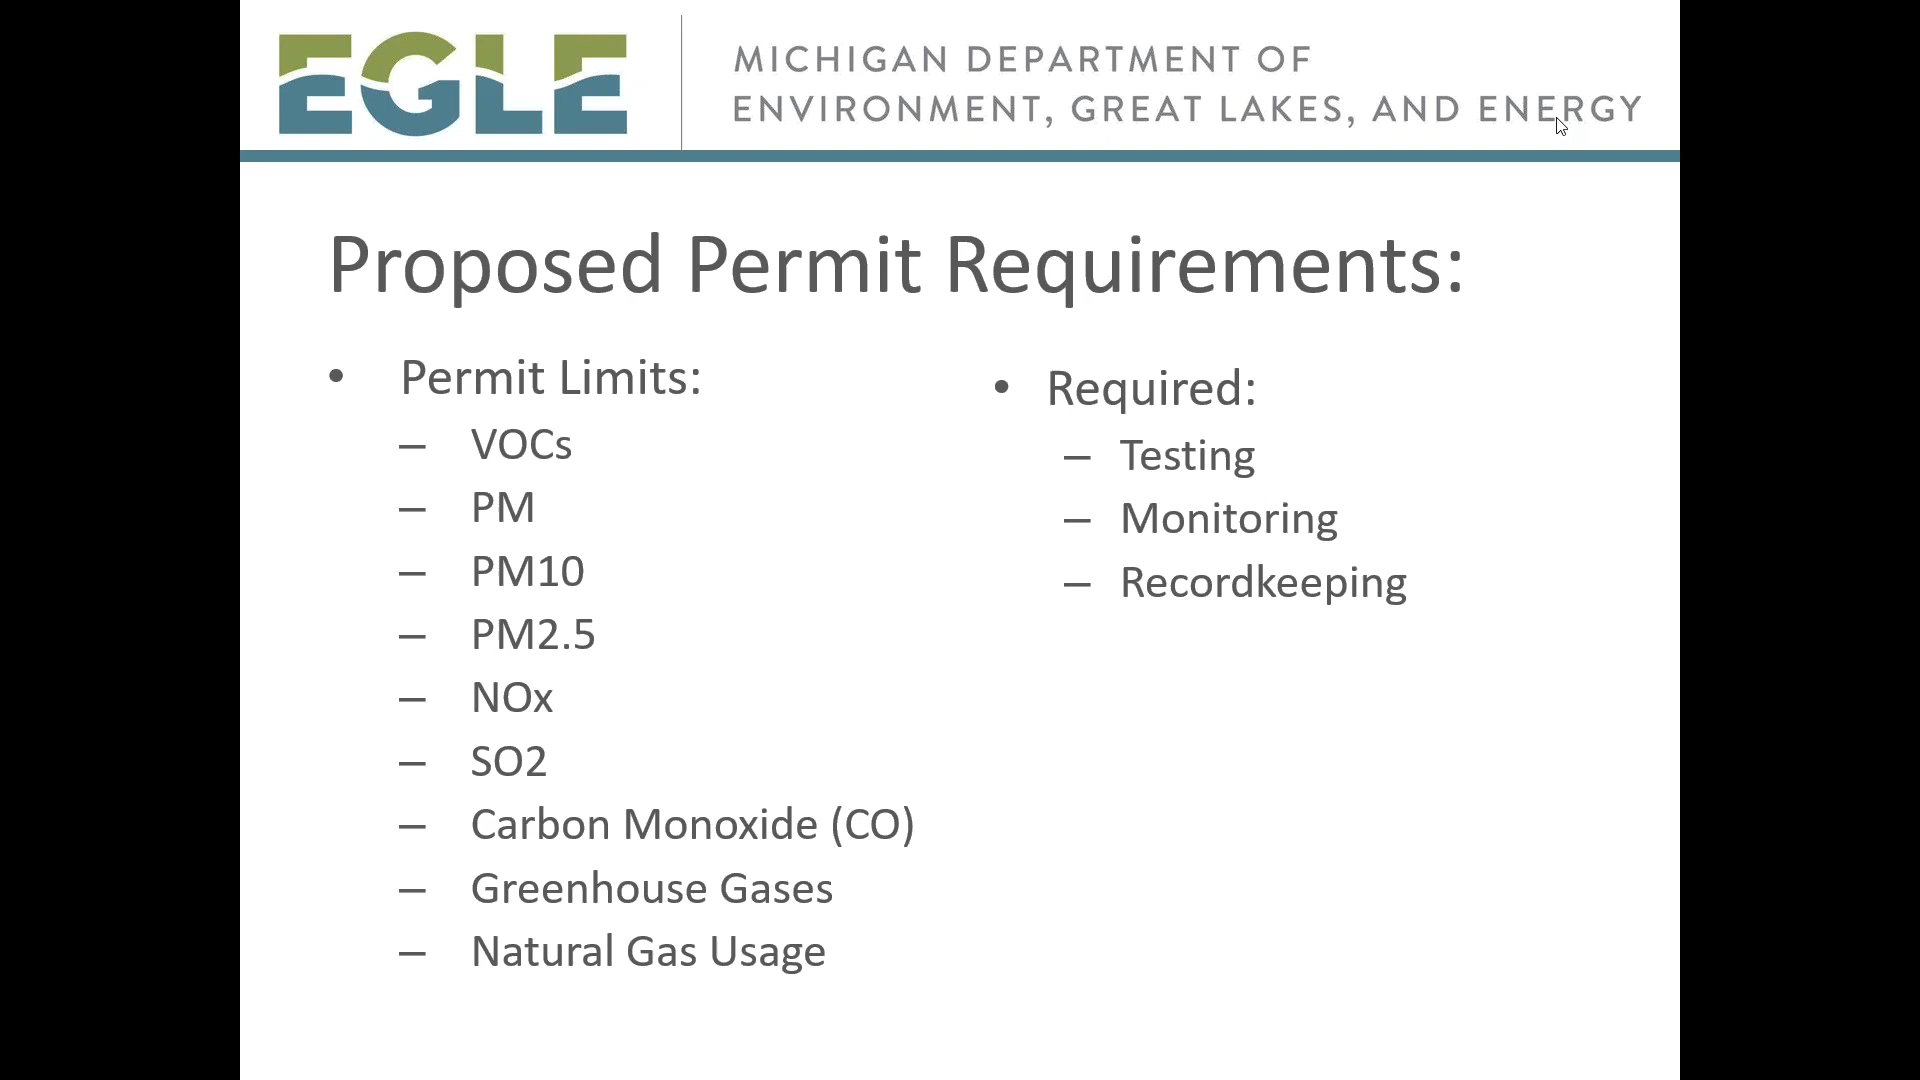 EGLE
MICHIGAN DEPARTMENT OF
ENVIRONMENT, GREAT LAKES, AND ENERGY
Proposed Permit Requirements:
• Permit Limits:
– VOCs
– PM
– PM10
– PM2.5
– NOx
– SO2
– Carbon Monoxide (CO)
– Greenhouse Gases
– Natural Gas Usage
• Required:
– Testing
– Monitoring
– Recordkeeping